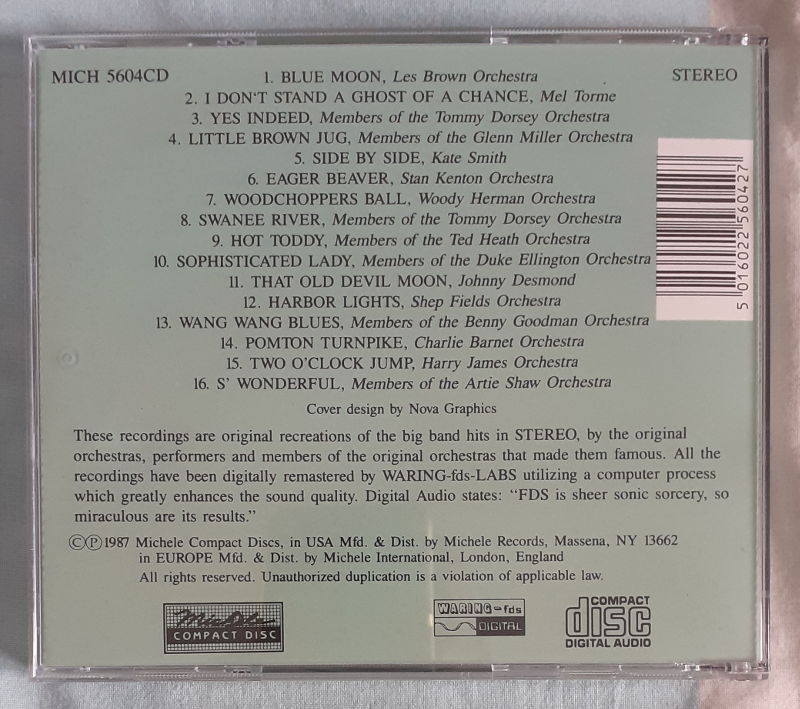 MICH 5604CD
STEREO
1. BLUE MOON, Les Brown Orchestra
2. I DON'T STAND A GHOST OF A CHANCE, Mel Torme
3. YES INDEED, Members of the Tommy Dorsey Orchestra
4. LITTLE BROWN JUG, Members of the Glenn Miller Orchestra
5. SIDE BY SIDE, Kate Smith
6. EAGER BEAVER, Stan Kenton Orchestra
7. WOODCHOPPERS BALL, Woody Herman Orchestra
8. SWANEE RIVER, Members of the Tommy Dorsey Orchestra
9. HOT TODDY, Members of the Ted Heath Orchestra
10. SOPHISTICATED LADY, Members of the Duke Ellington Orchestra
11. THAT OLD DEVIL MOON, Johnny Desmond
12. HARBOR LIGHTS, Shep Fields Orchestra
13. WANG WANG BLUES, Members of the Benny Goodman Orchestra
14. POMTON TURNPIKE, Charlie Barnet Orchestra
15. TWO O'CLOCK JUMP, Harry James Orchestra
16. S' WONDERFUL, Members of the Artie Shaw Orchestra
5 016022 560427
Cover design by Nova Graphics
These recordings are original recreations of the big band hits in STEREO, by the original
orchestras, performers and members of the original orchestras that made them famous. All the
recordings have been digitally remastered by WARING-fds-LABS utilizing a computer process
which greatly enhances the sound quality. Digital Audio states: "FDS is sheer sonic sorcery, so
miraculous are its results."
©℗1987 Michele Compact Discs, in USA Mfd. & Dist. by Michele Records, Massena, NY 13662
in EUROPE Mfd. & Dist. by Michele International, London, England
All rights reserved. Unauthorized duplication is a violation of applicable law.
Michele
COMPACT DISC
WARING-fds
DIGITAL
COMPACT
disc
DIGITAL AUDIO